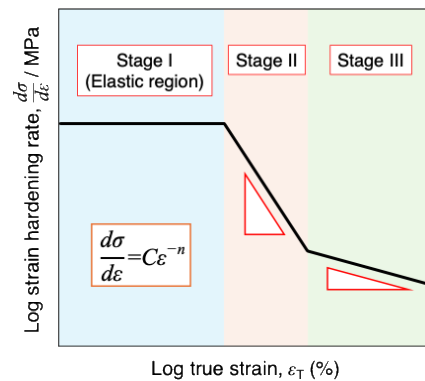 Log strain hardening rate, dσ/dε / MPa
Stage I
(Elastic region)
Stage II
Stage III
dσ/dε=Cε⁻ⁿ
Log true strain, ε_T (%)